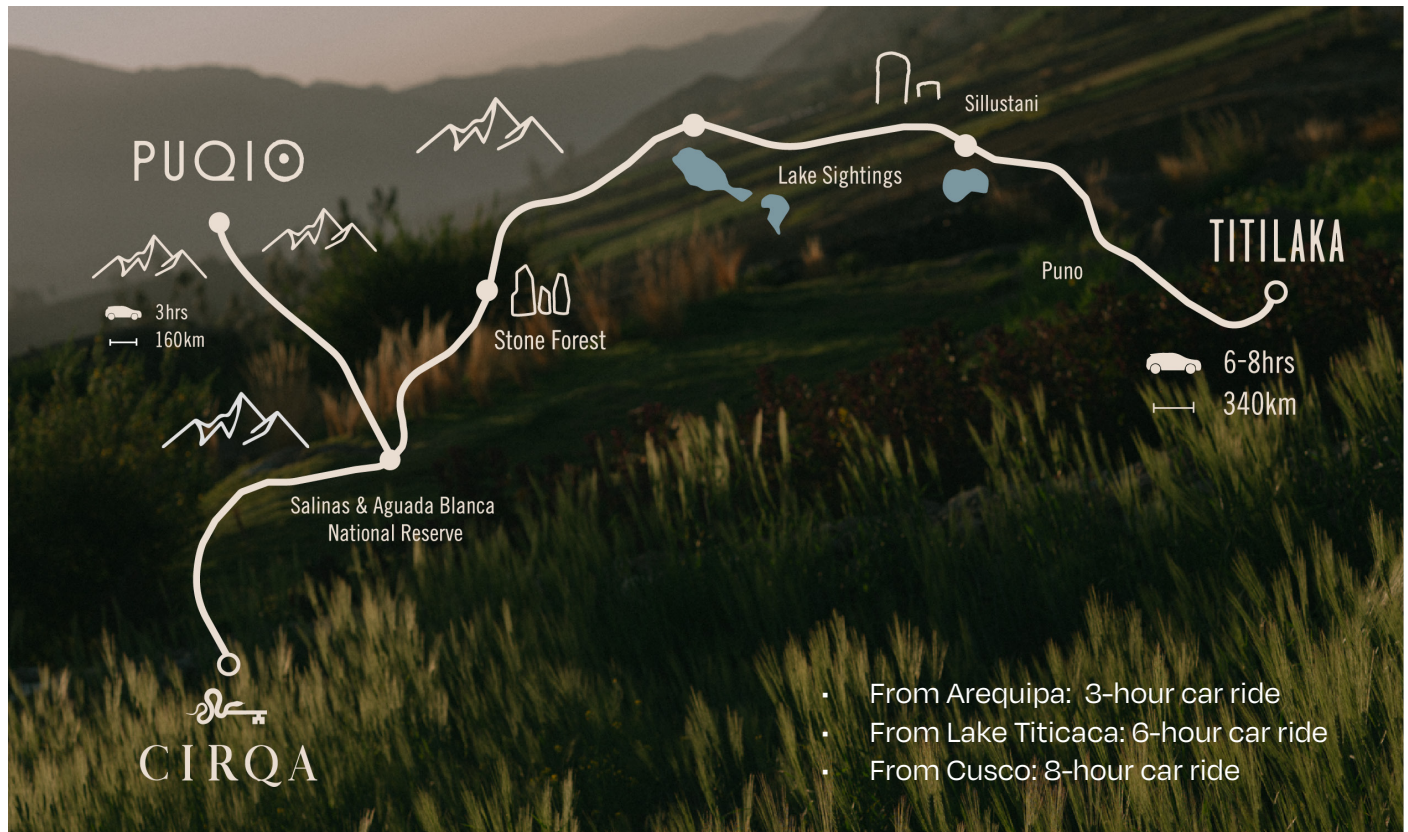 PUQIO
3hrs
160km
Sillustani
Lake Sightings
TITILAKA
Puno
6-8hrs
340km
Stone Forest
Salinas & Aguada Blanca
National Reserve
CIRQA
▪ From Arequipa:  3-hour car ride
▪ From Lake Titicaca: 6-hour car ride
▪ From Cusco: 8-hour car ride